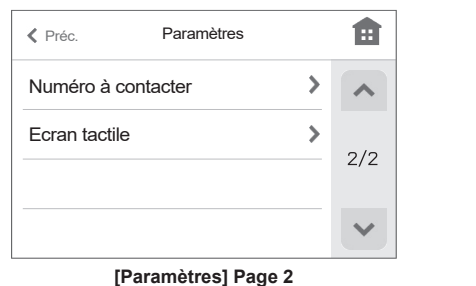 Préc. Paramètres
Numéro à contacter
Ecran tactile
2/2
[Paramètres] Page 2